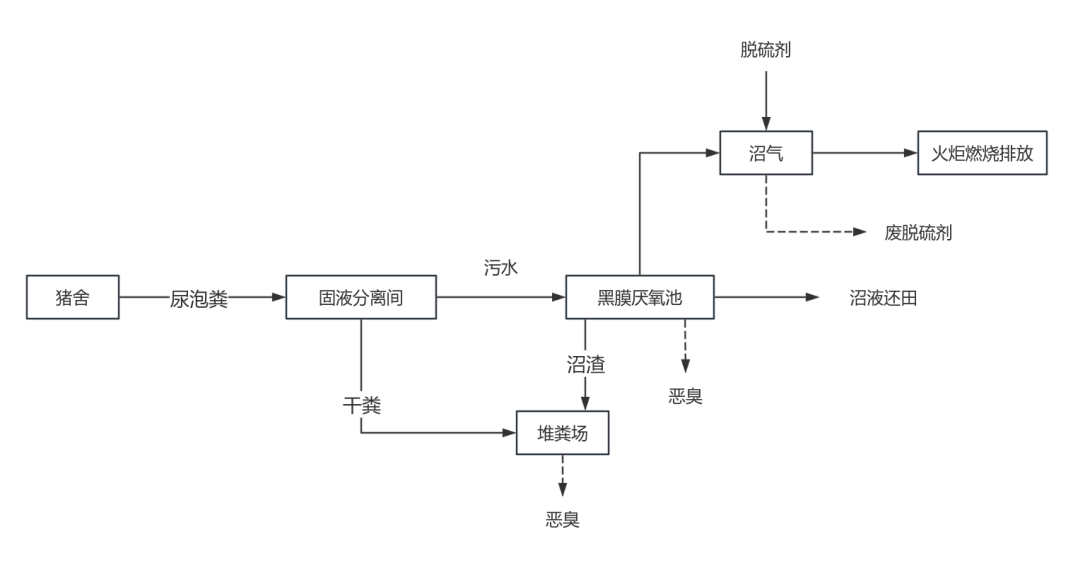 脱硫剂
沼气
火炬燃烧排放
废脱硫剂
污水
猪舍
尿泡粪
固液分离间
黑膜厌氧池
沼液还田
沼渣
恶臭
干粪
堆粪场
恶臭